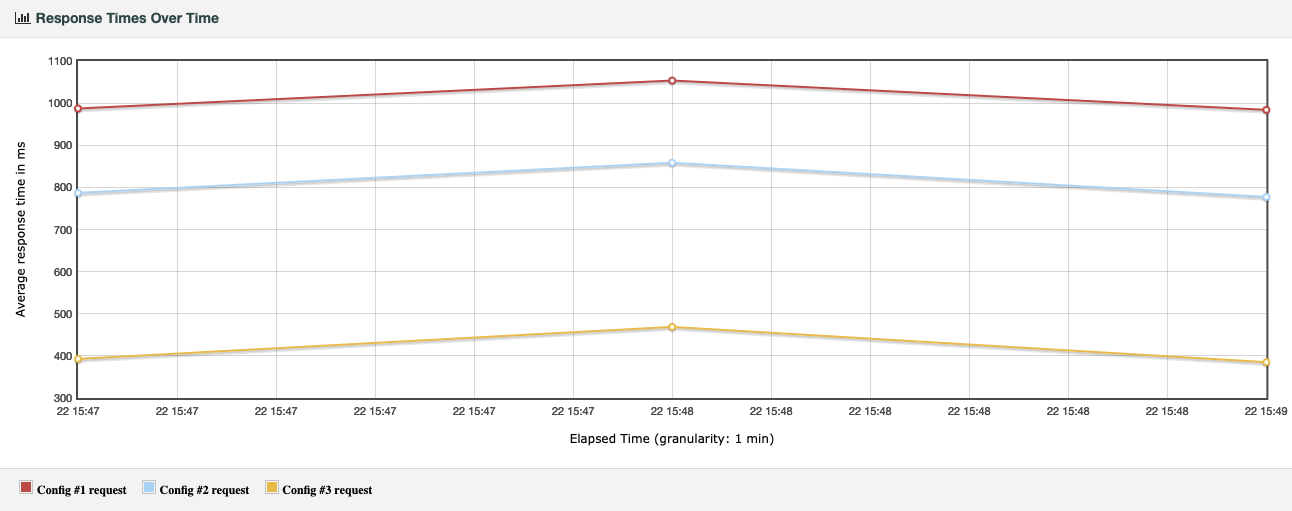 Response Times Over Time
1100
1000
900
800
700
600
500
400
300
Average response time in ms
22 15:47 22 15:47 22 15:47 22 15:47 22 15:47 22 15:47 22 15:48 22 15:48 22 15:48 22 15:48 22 15:48 22 15:48 22 15:49
Elapsed Time (granularity: 1 min)
Config #1 request Config #2 request Config #3 request